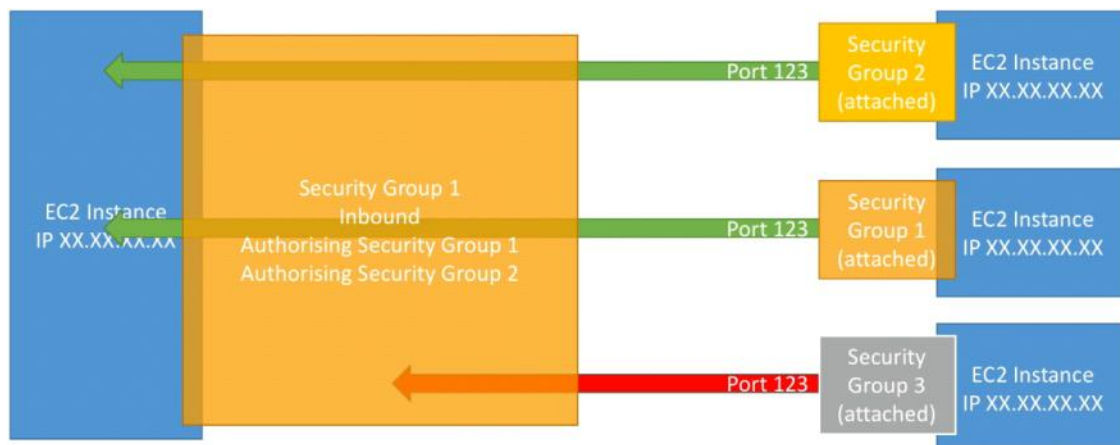 EC2 Instance
IP XX.XX.XX.XX
Security Group 1
Inbound
Authorising Security Group 1
Authorising Security Group 2
Port 123
Security
Group 2
(attached)
EC2 Instance
IP XX.XX.XX.XX
Port 123
Security
Group 1
(attached)
EC2 Instance
IP XX.XX.XX.XX
Port 123
Security
Group 3
(attached)
EC2 Instance
IP XX.XX.XX.XX